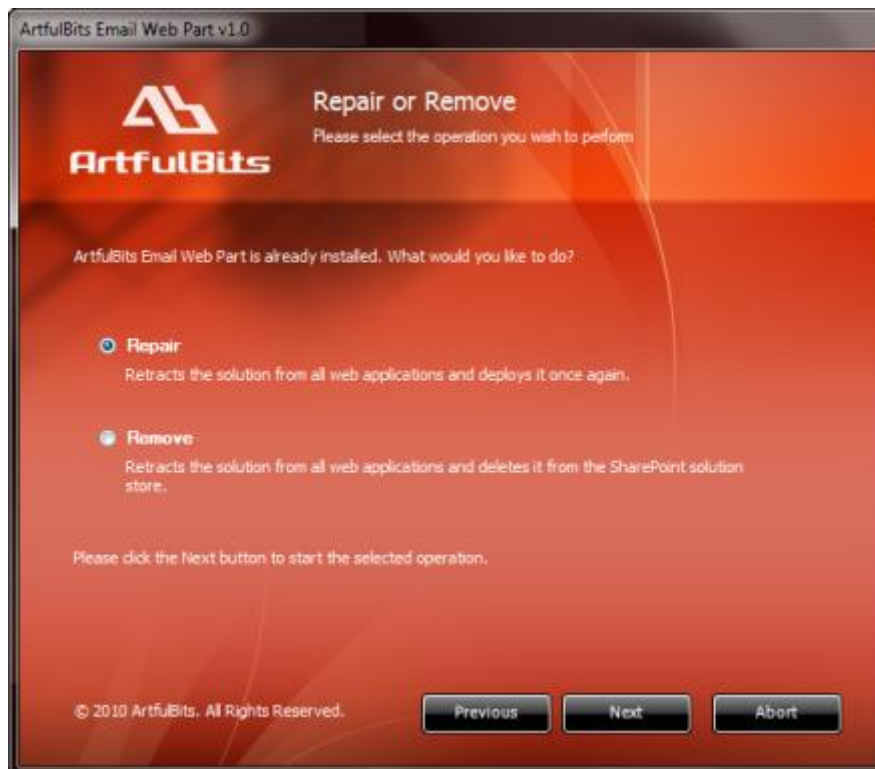 ArtfulBits Email Web Part v1.0
ArtfulBits
Repair or Remove
Please select the operation you wish to perform
ArtfulBits Email Web Part is already installed. What would you like to do?
Repair
Retracts the solution from all web applications and deploys it once again.
Remove
Retracts the solution from all web applications and deletes it from the SharePoint solution
store.
Please click the Next button to start the selected operation.
© 2010 ArtfulBits. All Rights Reserved.
Previous
Next
Abort